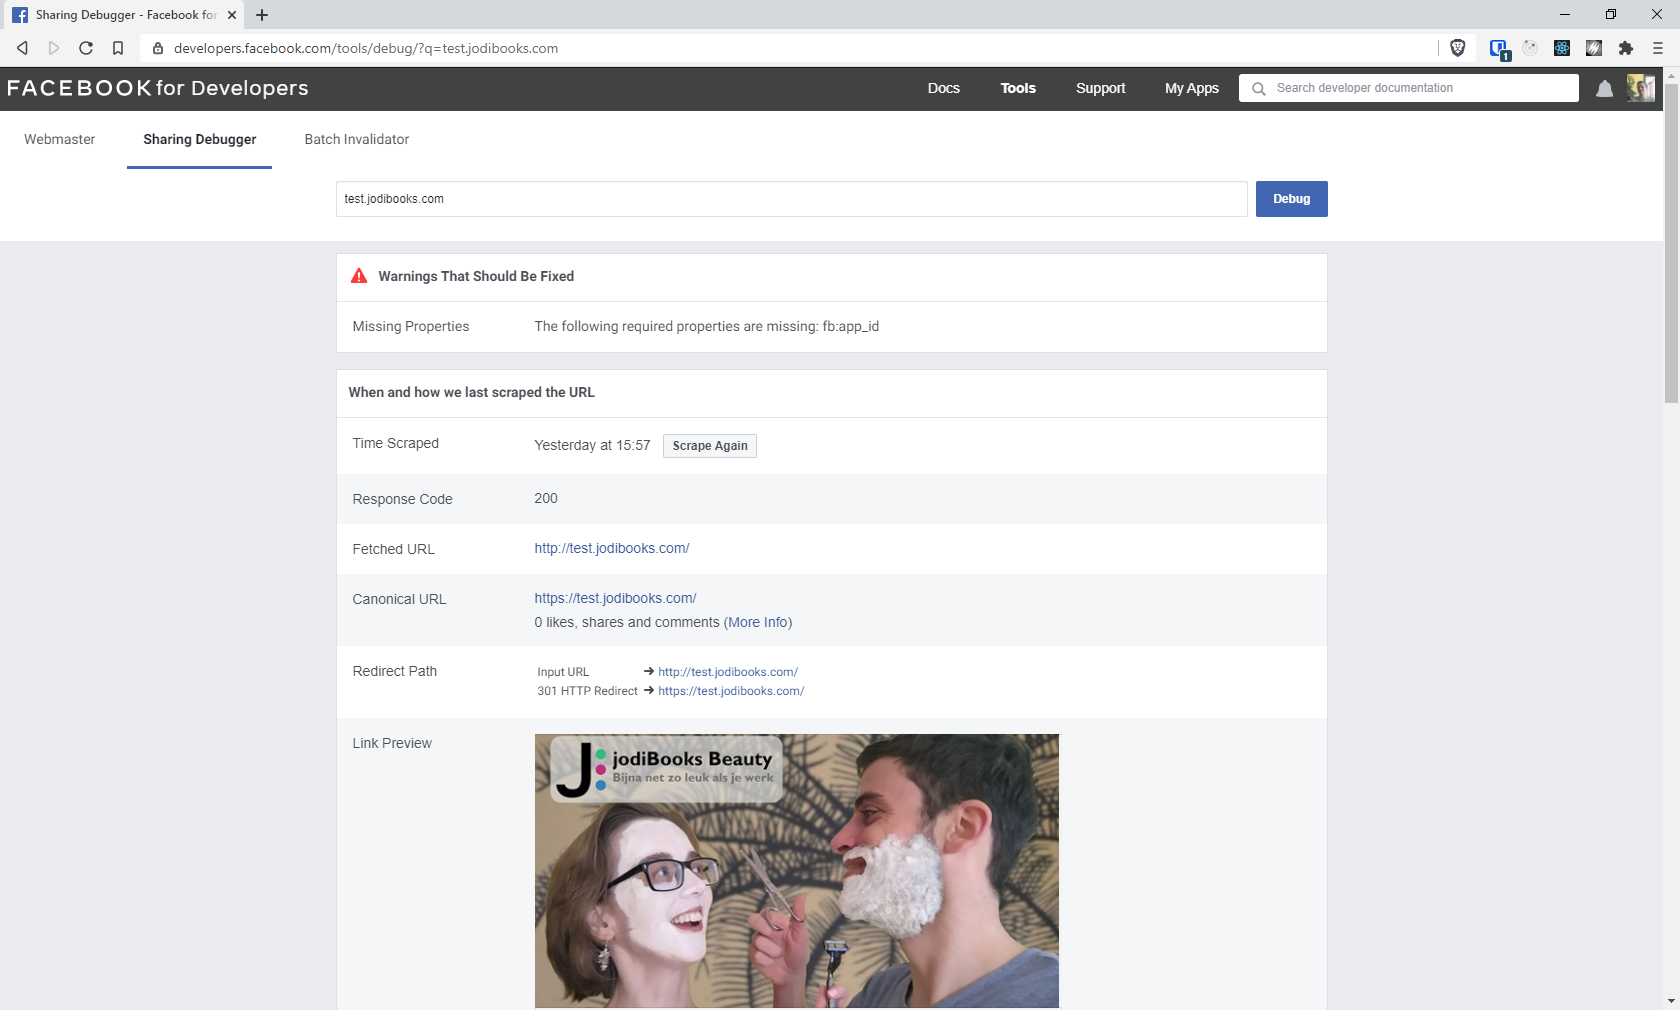 Sharing Debugger - Facebook for
developers.facebook.com/tools/debug/?q=test.jodibooks.com
1
FACEBOOK for Developers
Docs
Tools
Support
My Apps
Search developer documentation
Webmaster
Sharing Debugger
Batch Invalidator
test.jodibooks.com
Debug
Warnings That Should Be Fixed
Missing Properties
The following required properties are missing: fb:app_id
When and how we last scraped the URL
Time Scraped
Yesterday at 15:57
Scrape Again
Response Code
200
Fetched URL
http://test.jodibooks.com/
Canonical URL
https://test.jodibooks.com/
0 likes, shares and comments (More Info)
Redirect Path
Input URL
http://test.jodibooks.com/
301 HTTP Redirect
https://test.jodibooks.com/
Link Preview
J
jodiBooks Beauty
Bijna net zo leuk als je werk